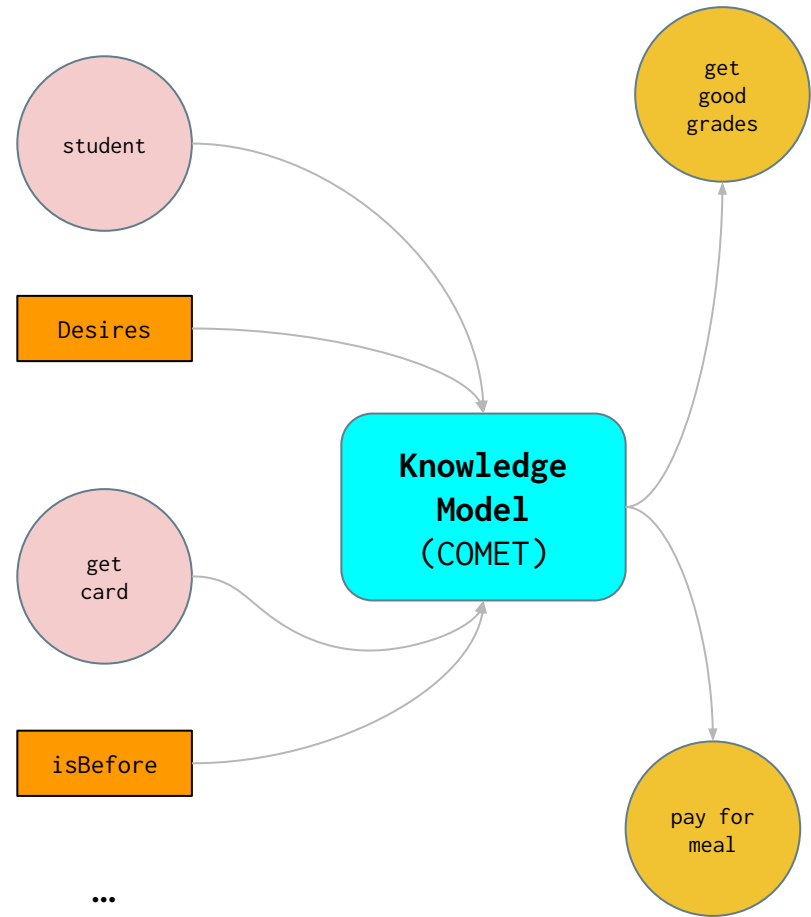 student
Desires
get
card
isBefore
...
Knowledge
Model
(COMET)
get
good
grades
pay for
meal